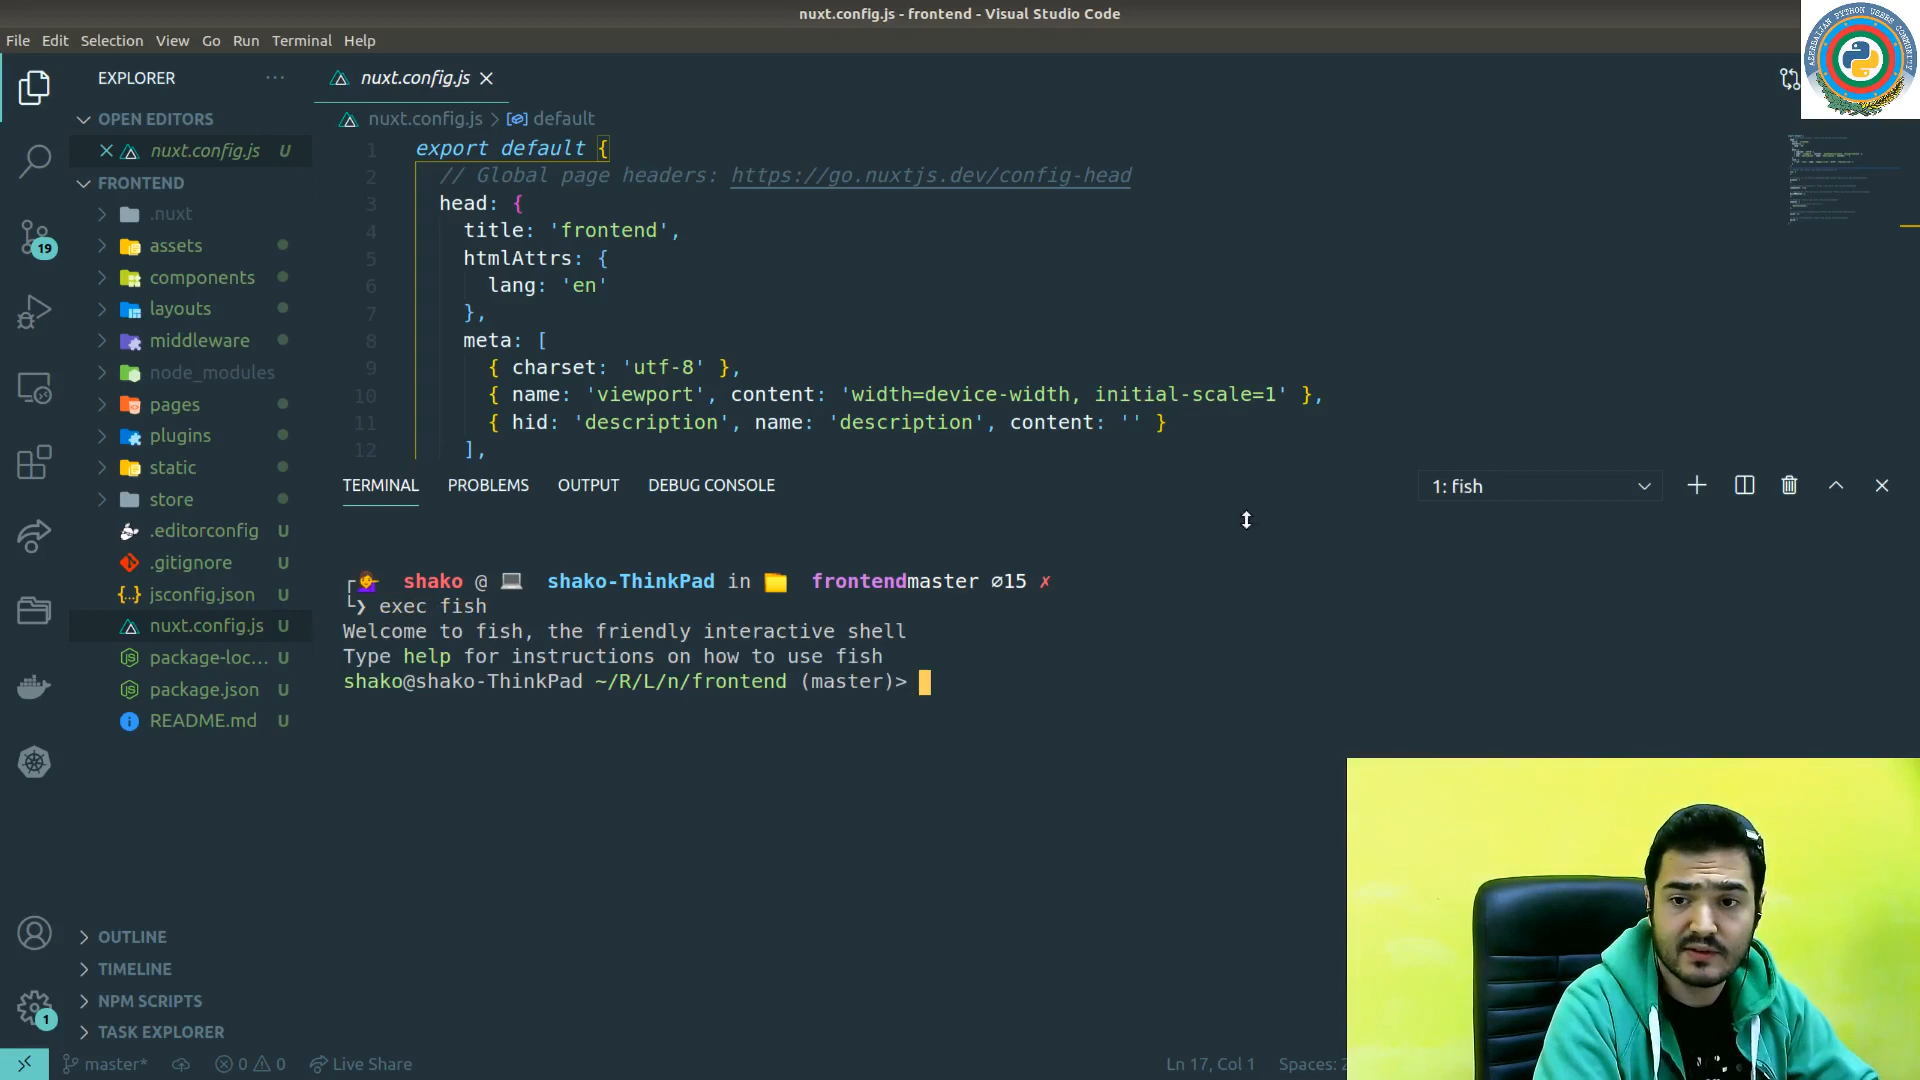 nuxt.config.js - frontend - Visual Studio Code
File Edit Selection View Go Run Terminal Help
AZERBAIJAN PYTHON USERS COMMUNITY
EXPLORER
nuxt.config.js
OPEN EDITORS
nuxt.config.js > default
nuxt.config.js U
FRONTEND
.nuxt
assets
components
layouts
middleware
node_modules
pages
plugins
static
store
.editorconfig U
.gitignore U
jsconfig.json U
nuxt.config.js U
package-loc... U
package.json U
README.md U
19
1 export default {
2 // Global page headers: https://go.nuxtjs.dev/config-head
3 head: {
4 title: 'frontend',
5 htmlAttrs: {
6 lang: 'en'
7 },
8 meta: [
9 { charset: 'utf-8' },
10 { name: 'viewport', content: 'width=device-width, initial-scale=1' },
11 { hid: 'description', name: 'description', content: '' }
12 ],
TERMINAL PROBLEMS OUTPUT DEBUG CONSOLE 1: fish
shako @ shako-ThinkPad in frontendmaster ⌀15 ✗
❯ exec fish
Welcome to fish, the friendly interactive shell
Type help for instructions on how to use fish
shako@shako-ThinkPad ~/R/L/n/frontend (master)>
OUTLINE
TIMELINE
NPM SCRIPTS
TASK EXPLORER
1
master* 0 0 Live Share Ln 17, Col 1 Spaces: